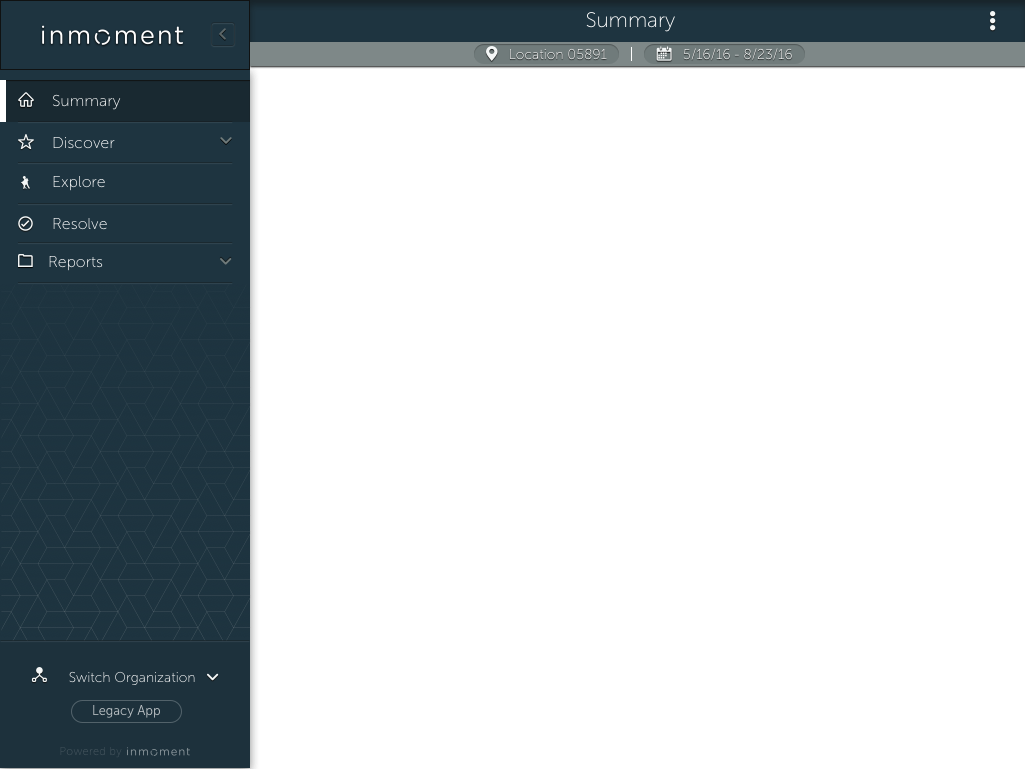 inmoment
Summary
Location 05891 | 5/16/16 - 8/23/16
Summary
Discover
Explore
Resolve
Reports
Switch Organization
Legacy App
Powered by inmoment